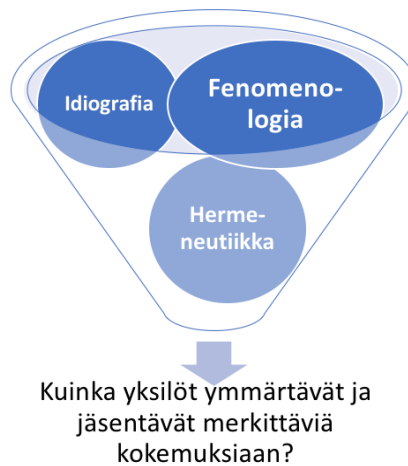 Idiografia
Fenomeno-
logia
Herme-
neutiikka
Kuinka yksilöt ymmärtävät ja
jäsentävät merkittäviä
kokemuksiaan?